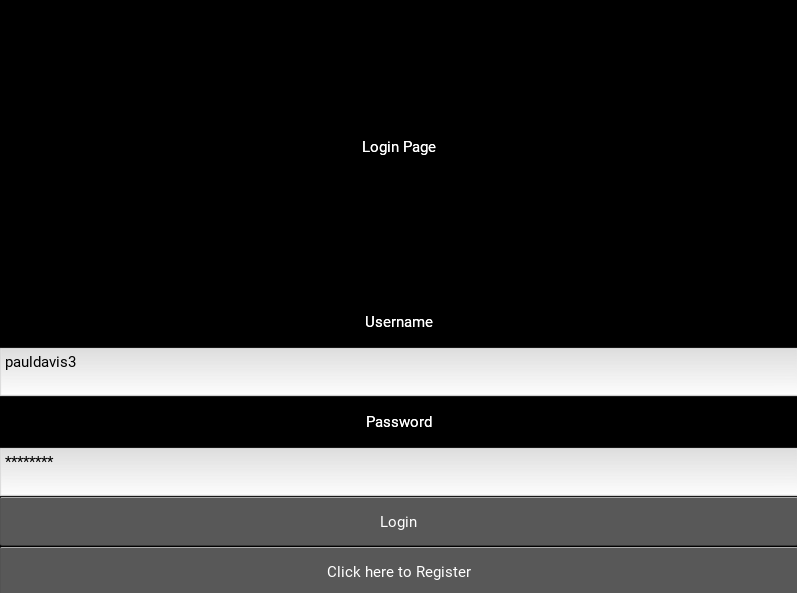 Login Page
Username
pauldavis3
Password
********
Login
Click here to Register